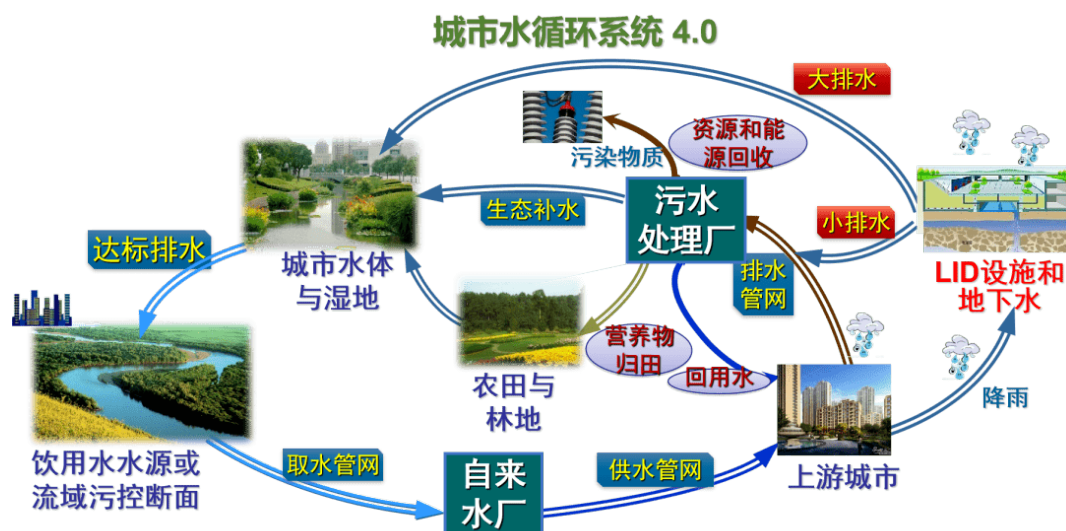 城市水循环系统 4.0
大排水
资源和能
源回收
污染物质
污水
处理厂
生态补水
小排水
达标排水
城市水体
与湿地
排水
管网
LID设施和
地下水
营养物
归田
回用水
农田与
林地
降雨
饮用水水源或
流域污控断面
取水管网
自来
水厂
供水管网
上游城市